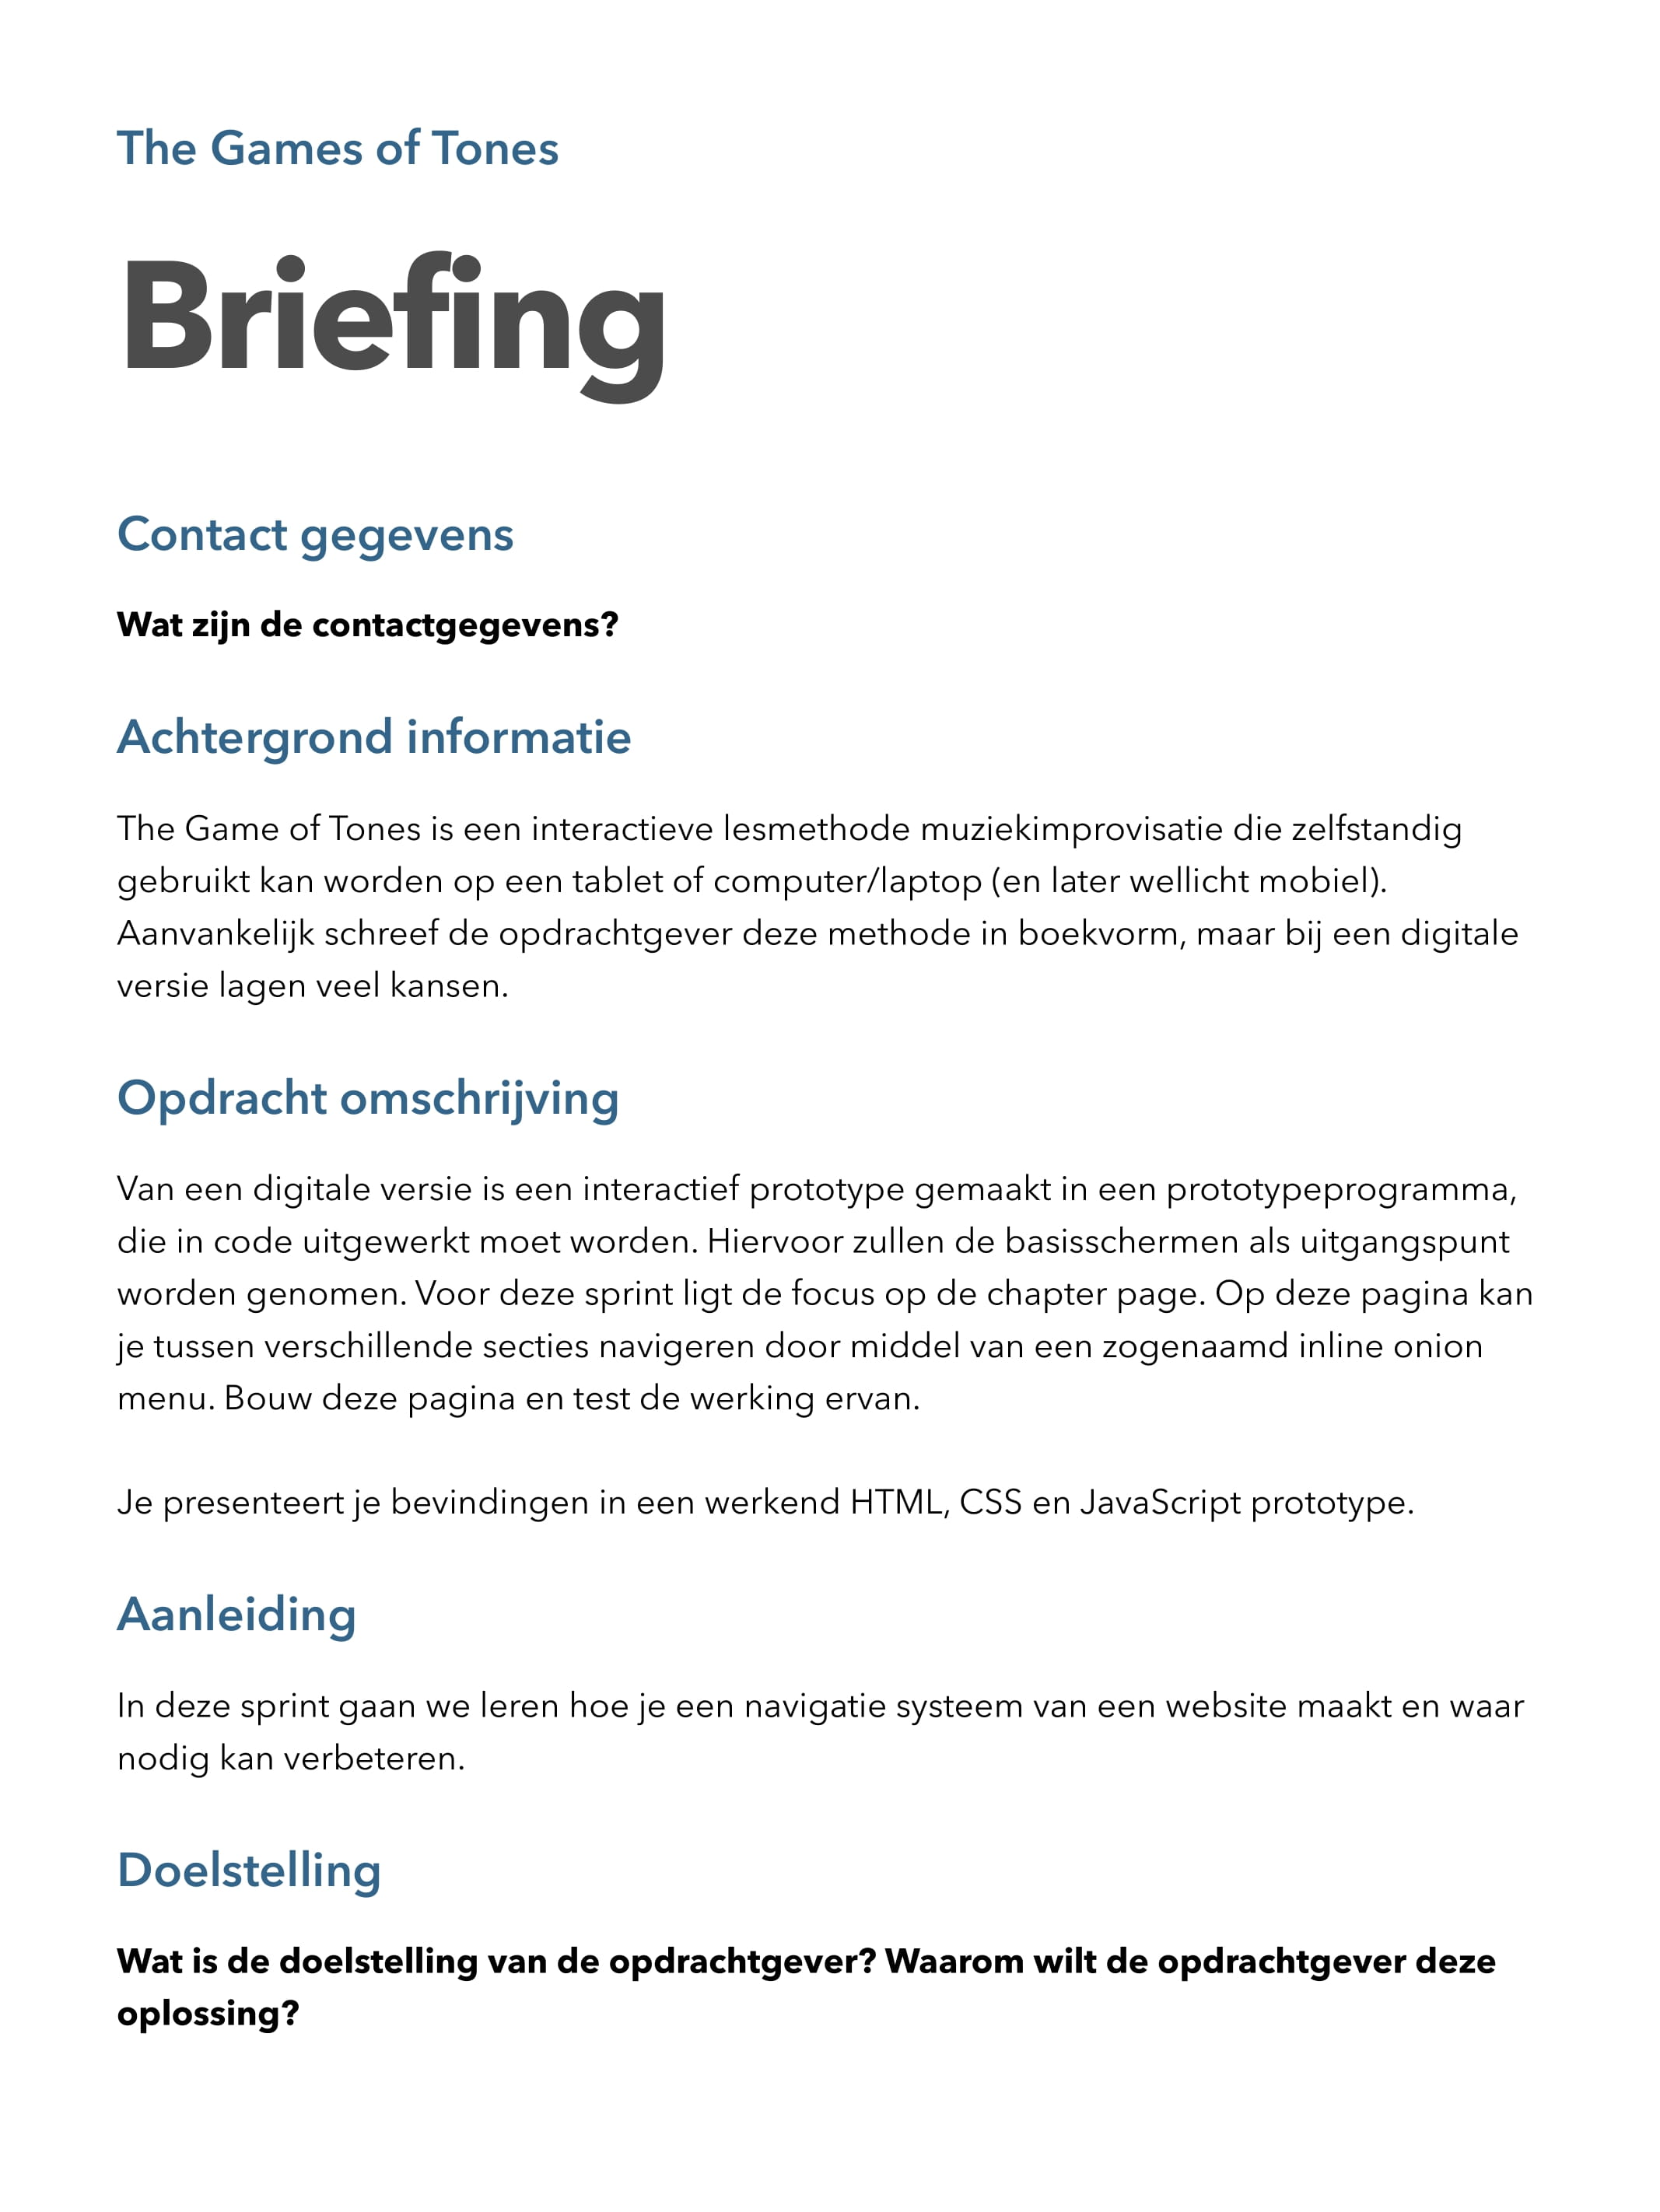 The Games of Tones
Briefing
Contact gegevens
Wat zijn de contactgegevens?
Achtergrond informatie
The Game of Tones is een interactieve lesmethode muziekimprovisatie die zelfstandig
gebruikt kan worden op een tablet of computer/laptop (en later wellicht mobiel).
Aanvankelijk schreef de opdrachtgever deze methode in boekvorm, maar bij een digitale
versie lagen veel kansen.
Opdracht omschrijving
Van een digitale versie is een interactief prototype gemaakt in een prototypeprogramma,
die in code uitgewerkt moet worden. Hiervoor zullen de basisschermen als uitgangspunt
worden genomen. Voor deze sprint ligt de focus op de chapter page. Op deze pagina kan
je tussen verschillende secties navigeren door middel van een zogenaamd inline onion
menu. Bouw deze pagina en test de werking ervan.
Je presenteert je bevindingen in een werkend HTML, CSS en JavaScript prototype.
Aanleiding
In deze sprint gaan we leren hoe je een navigatie systeem van een website maakt en waar
nodig kan verbeteren.
Doelstelling
Wat is de doelstelling van de opdrachtgever? Waarom wilt de opdrachtgever deze
oplossing?